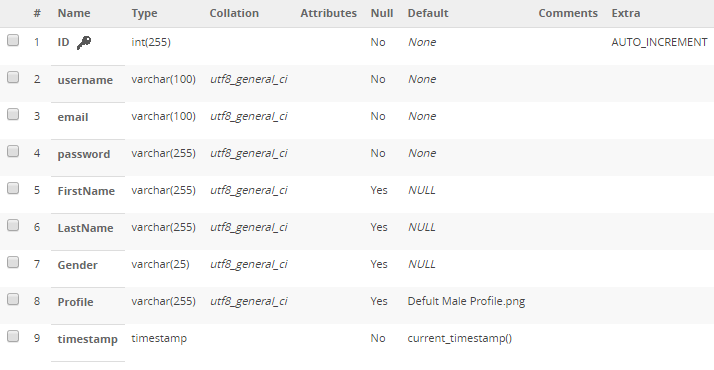 # Name Type Collation Attributes Null Default Comments Extra
1 ID int(255) No None AUTO_INCREMENT
2 username varchar(100) utf8_general_ci No None
3 email varchar(100) utf8_general_ci No None
4 password varchar(255) utf8_general_ci No None
5 FirstName varchar(255) utf8_general_ci Yes NULL
6 LastName varchar(255) utf8_general_ci Yes NULL
7 Gender varchar(25) utf8_general_ci Yes NULL
8 Profile varchar(255) utf8_general_ci Yes Defult Male Profile.png
9 timestamp timestamp No current_timestamp()